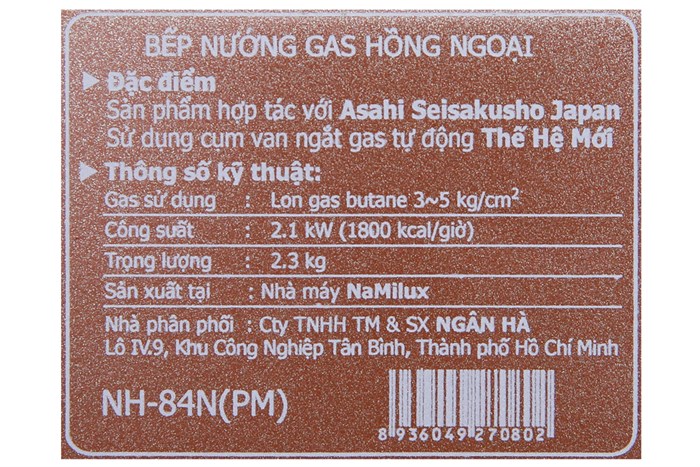 BẾP NƯỚNG GAS HỒNG NGOẠI
▶ Đặc điểm
Sản phẩm hợp tác với Asahi Seisakusho Japan
Sử dụng cụm van ngắt gas tự động Thế Hệ Mới
▶ Thông số kỹ thuật:
Gas sử dụng : Lon gas butane 3~5 kg/cm²
Công suất : 2.1 kW (1800 kcal/giờ)
Trọng lượng : 2.3 kg
Sản xuất tại : Nhà máy NaMilux
Nhà phân phối : Cty TNHH TM & SX NGÂN HÀ
Lô IV.9, Khu Công Nghiệp Tân Bình, Thành phố Hồ Chí Minh
NH-84N(PM)
8 936049 270802